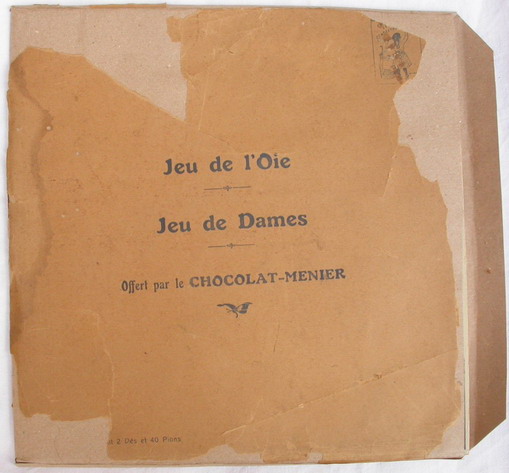 Jeu de l'Oie
Jeu de Dames
Offert par le CHOCOLAT-MENIER
2 Dés et 40 Pions